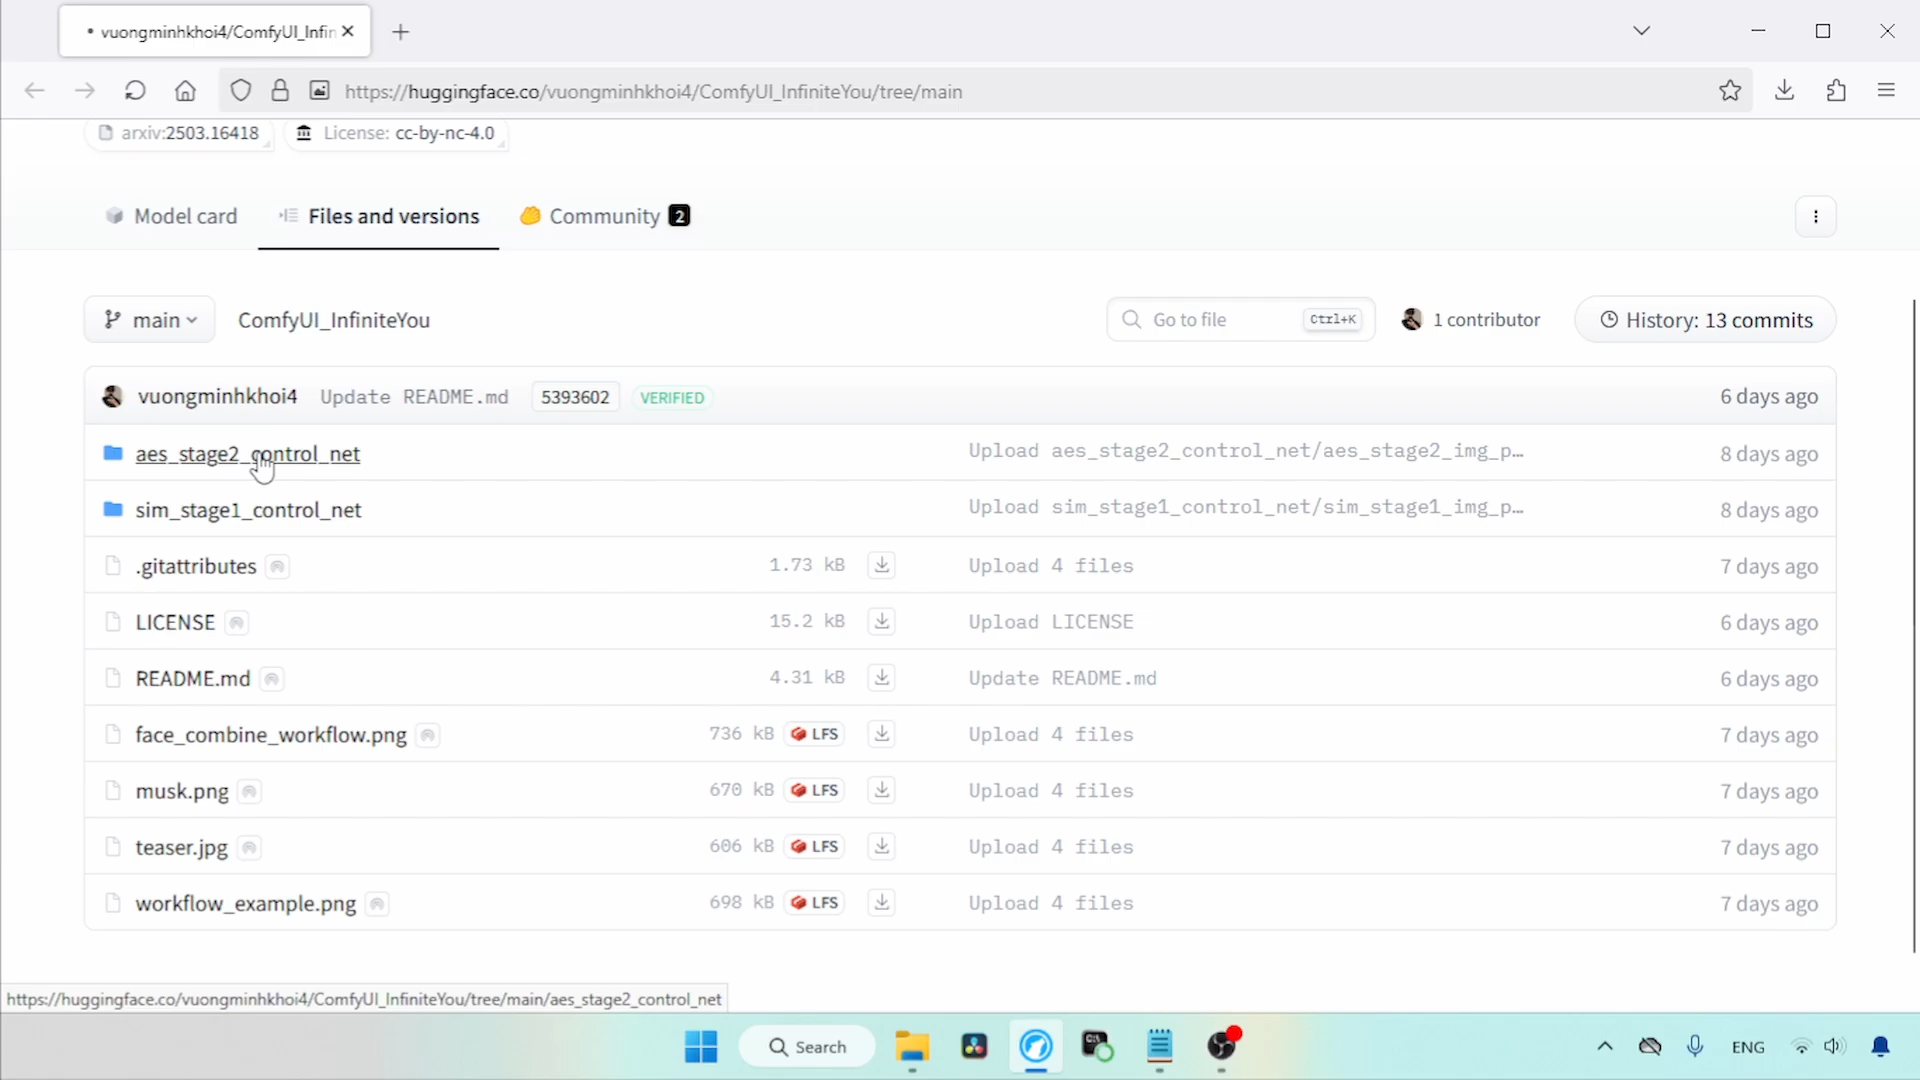 vuongminhkhoi4/ComfyUI_Infin
https://huggingface.co/vuongminhkhoi4/ComfyUI_InfiniteYou/tree/main
arxiv:2503.16418 License: cc-by-nc-4.0
Model card Files and versions Community 2
main ComfyUI_InfiniteYou Go to file Ctrl+K 1 contributor History: 13 commits
vuongminhkhoi4 Update README.md 5393602 VERIFIED 6 days ago
aes_stage2_control_net Upload aes_stage2_control_net/aes_stage2_img_p… 8 days ago
sim_stage1_control_net Upload sim_stage1_control_net/sim_stage1_img_p… 8 days ago
.gitattributes 1.73 kB Upload 4 files 7 days ago
LICENSE 15.2 kB Upload LICENSE 6 days ago
README.md 4.31 kB Update README.md 6 days ago
face_combine_workflow.png 736 kB LFS Upload 4 files 7 days ago
musk.png 670 kB LFS Upload 4 files 7 days ago
teaser.jpg 606 kB LFS Upload 4 files 7 days ago
workflow_example.png 698 kB LFS Upload 4 files 7 days ago
https://huggingface.co/vuongminhkhoi4/ComfyUI_InfiniteYou/tree/main/aes_stage2_control_net
Search ENG